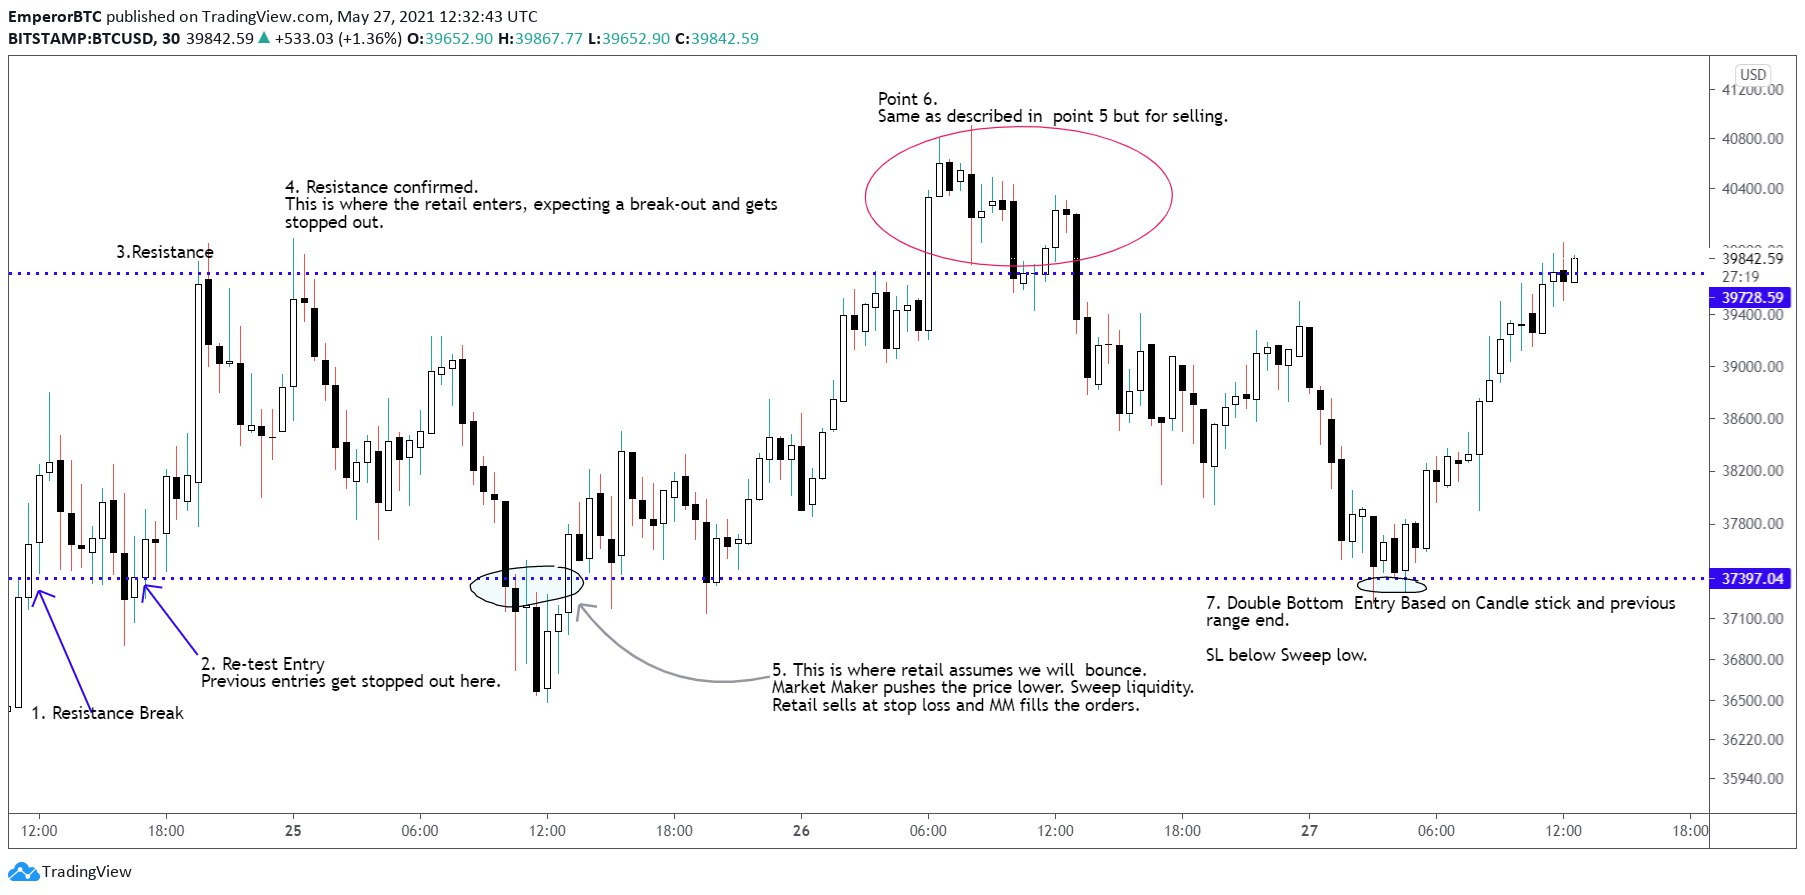 EmperorBTC published on TradingView.com, May 27, 2021 12:32:43 UTC
BITSTAMP:BTCUSD, 30 39842.59 ▲ +533.03 (+1.36%) O:39652.90 H:39867.77 L:39652.90 C:39842.59
Point 6.
Same as described in point 5 but for selling.
4. Resistance confirmed.
This is where the retail enters, expecting a break-out and gets
stopped out.
3.Resistance
2. Re-test Entry
Previous entries get stopped out here.
1. Resistance Break
5. This is where retail assumes we will bounce.
Market Maker pushes the price lower. Sweep liquidity.
Retail sells at stop loss and MM fills the orders.
7. Double Bottom Entry Based on Candle stick and previous
range end.
SL below Sweep low.
USD
41200.00
40800.00
40400.00
39842.59
27:19
39728.59
39400.00
39000.00
38600.00
38200.00
37800.00
37397.04
37100.00
36800.00
36500.00
36220.00
35940.00
12:00 18:00 25 06:00 12:00 18:00 26 06:00 12:00 18:00 27 06:00 12:00 18:00
TradingView